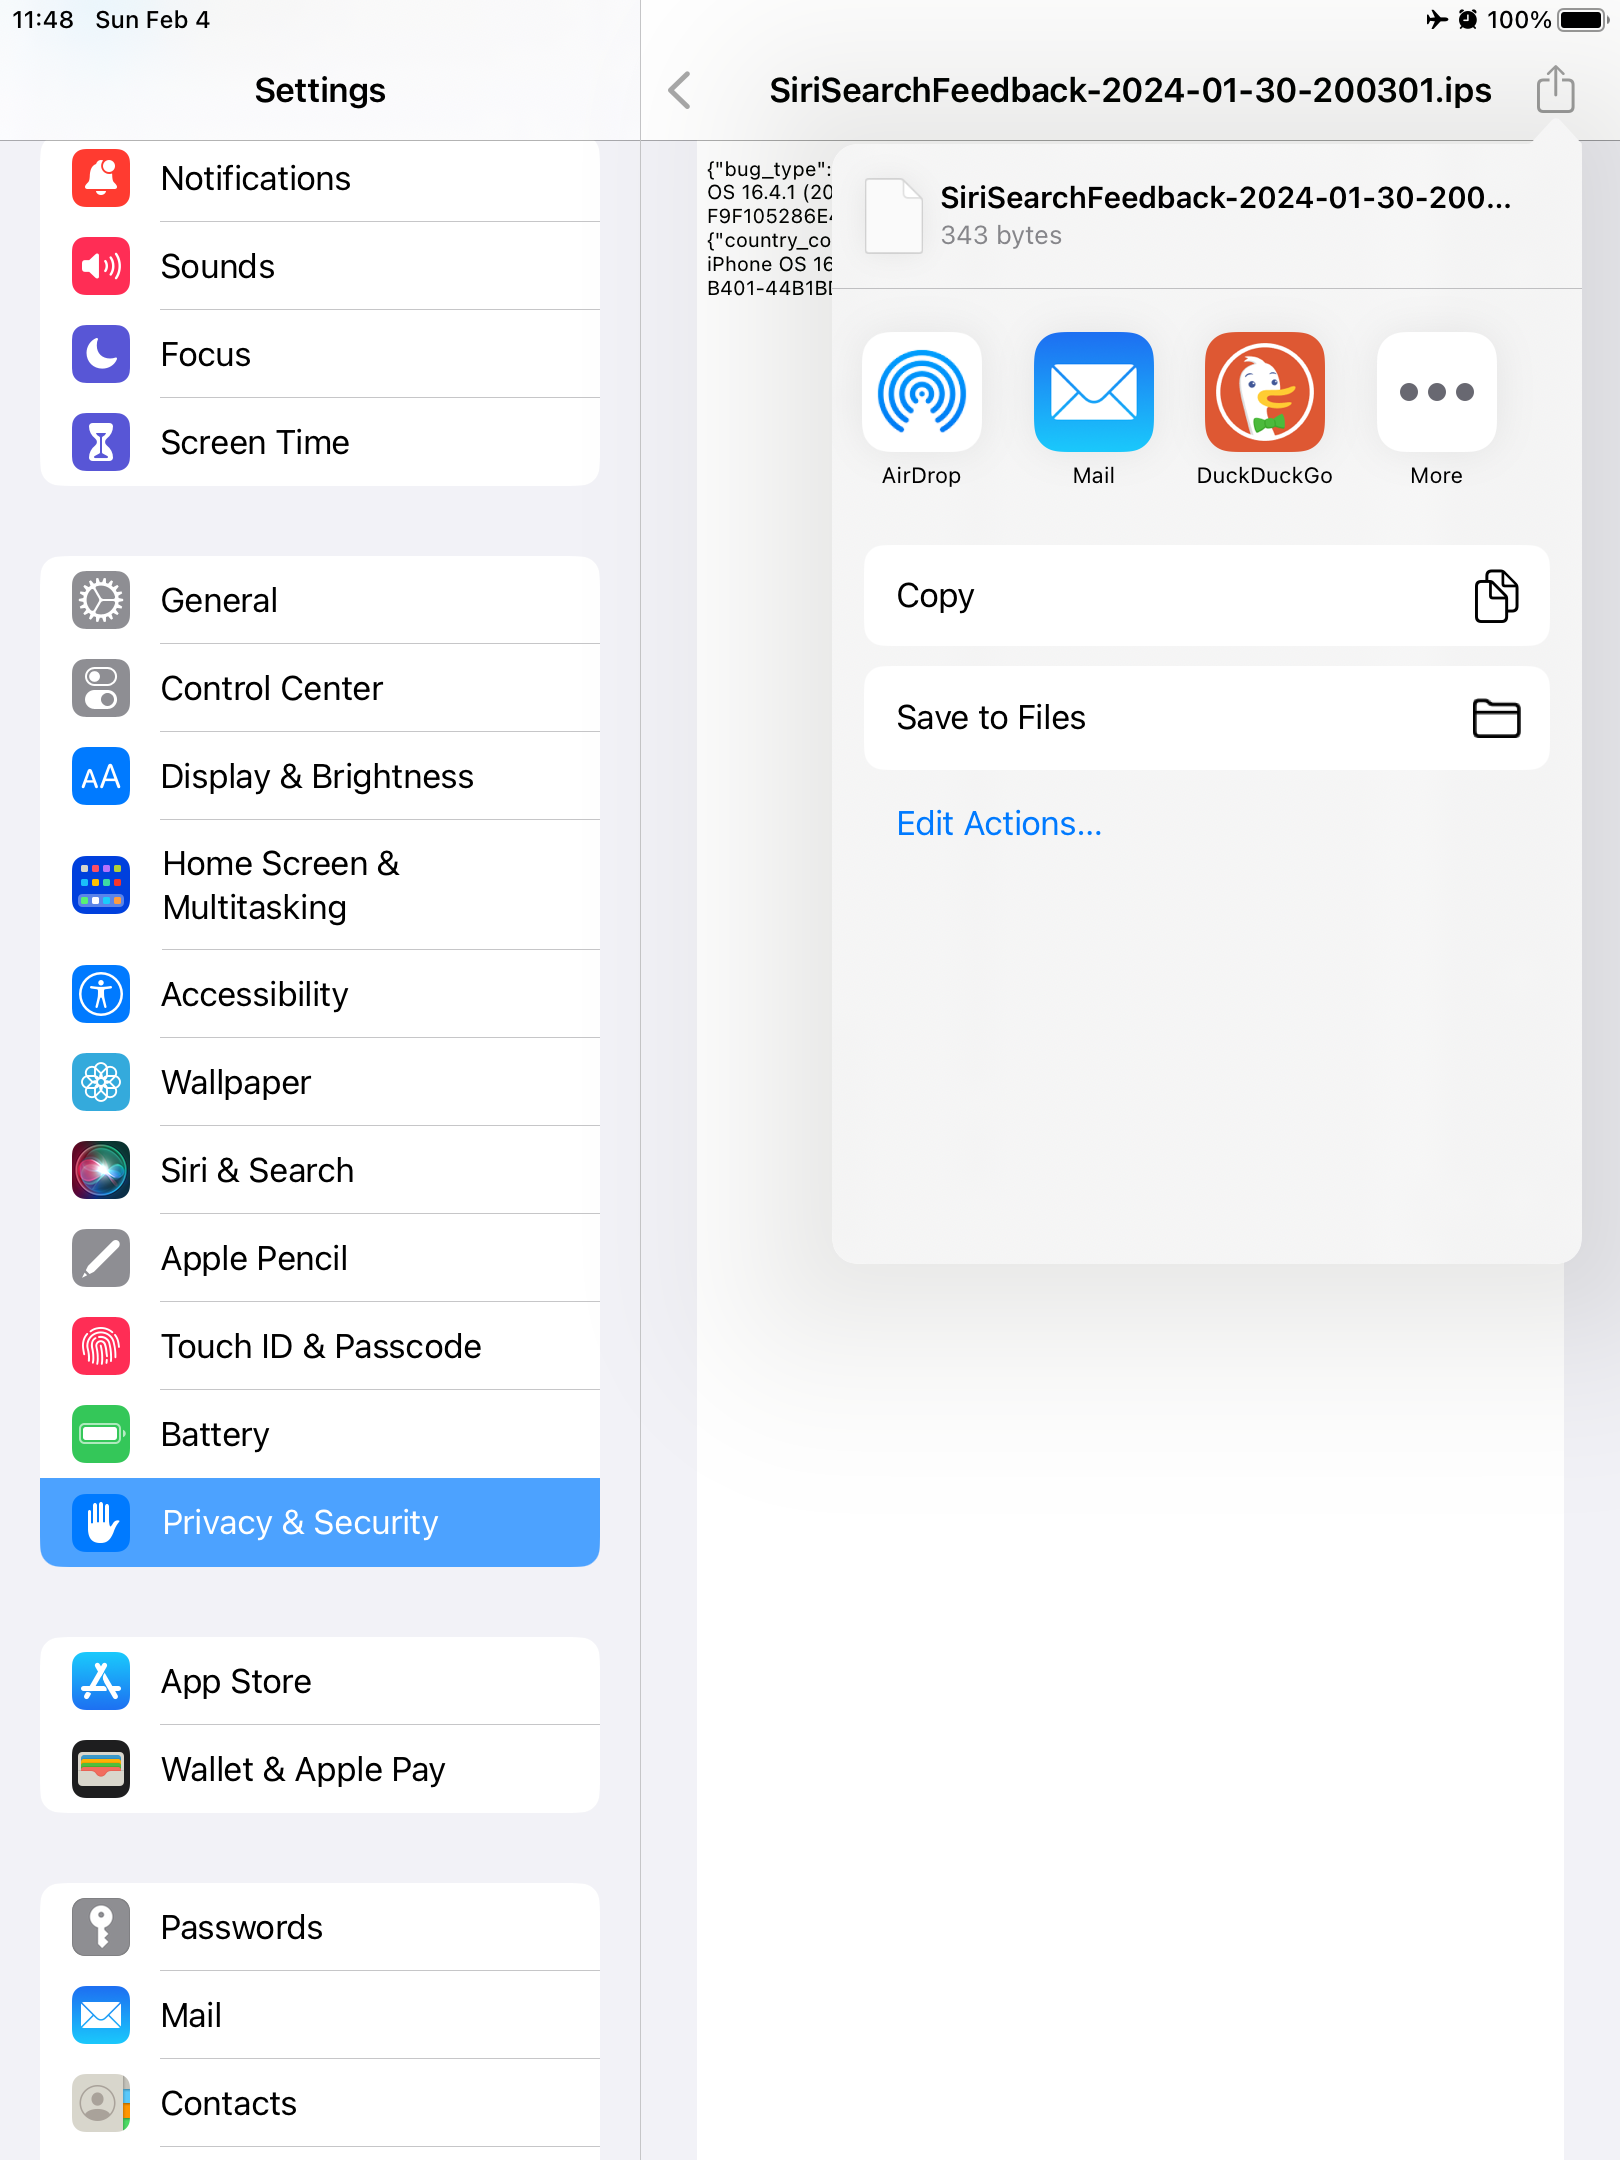 11:48 Sun Feb 4
100%
Settings
Notifications
Sounds
Focus
Screen Time
General
Control Center
AA Display & Brightness
Home Screen &
Multitasking
Accessibility
Wallpaper
Siri & Search
Apple Pencil
Touch ID & Passcode
Battery
Privacy & Security
App Store
Wallet & Apple Pay
Passwords
Mail
Contacts
SiriSearchFeedback-2024-01-30-200301.ips
{"bug_type":
OS 16.4.1 (20
F9F105286E4
{"country_co
iPhone OS 16
B401-44B1BD
SiriSearchFeedback-2024-01-30-200...
343 bytes
AirDrop
Mail
DuckDuckGo
More
Copy
Save to Files
Edit Actions...